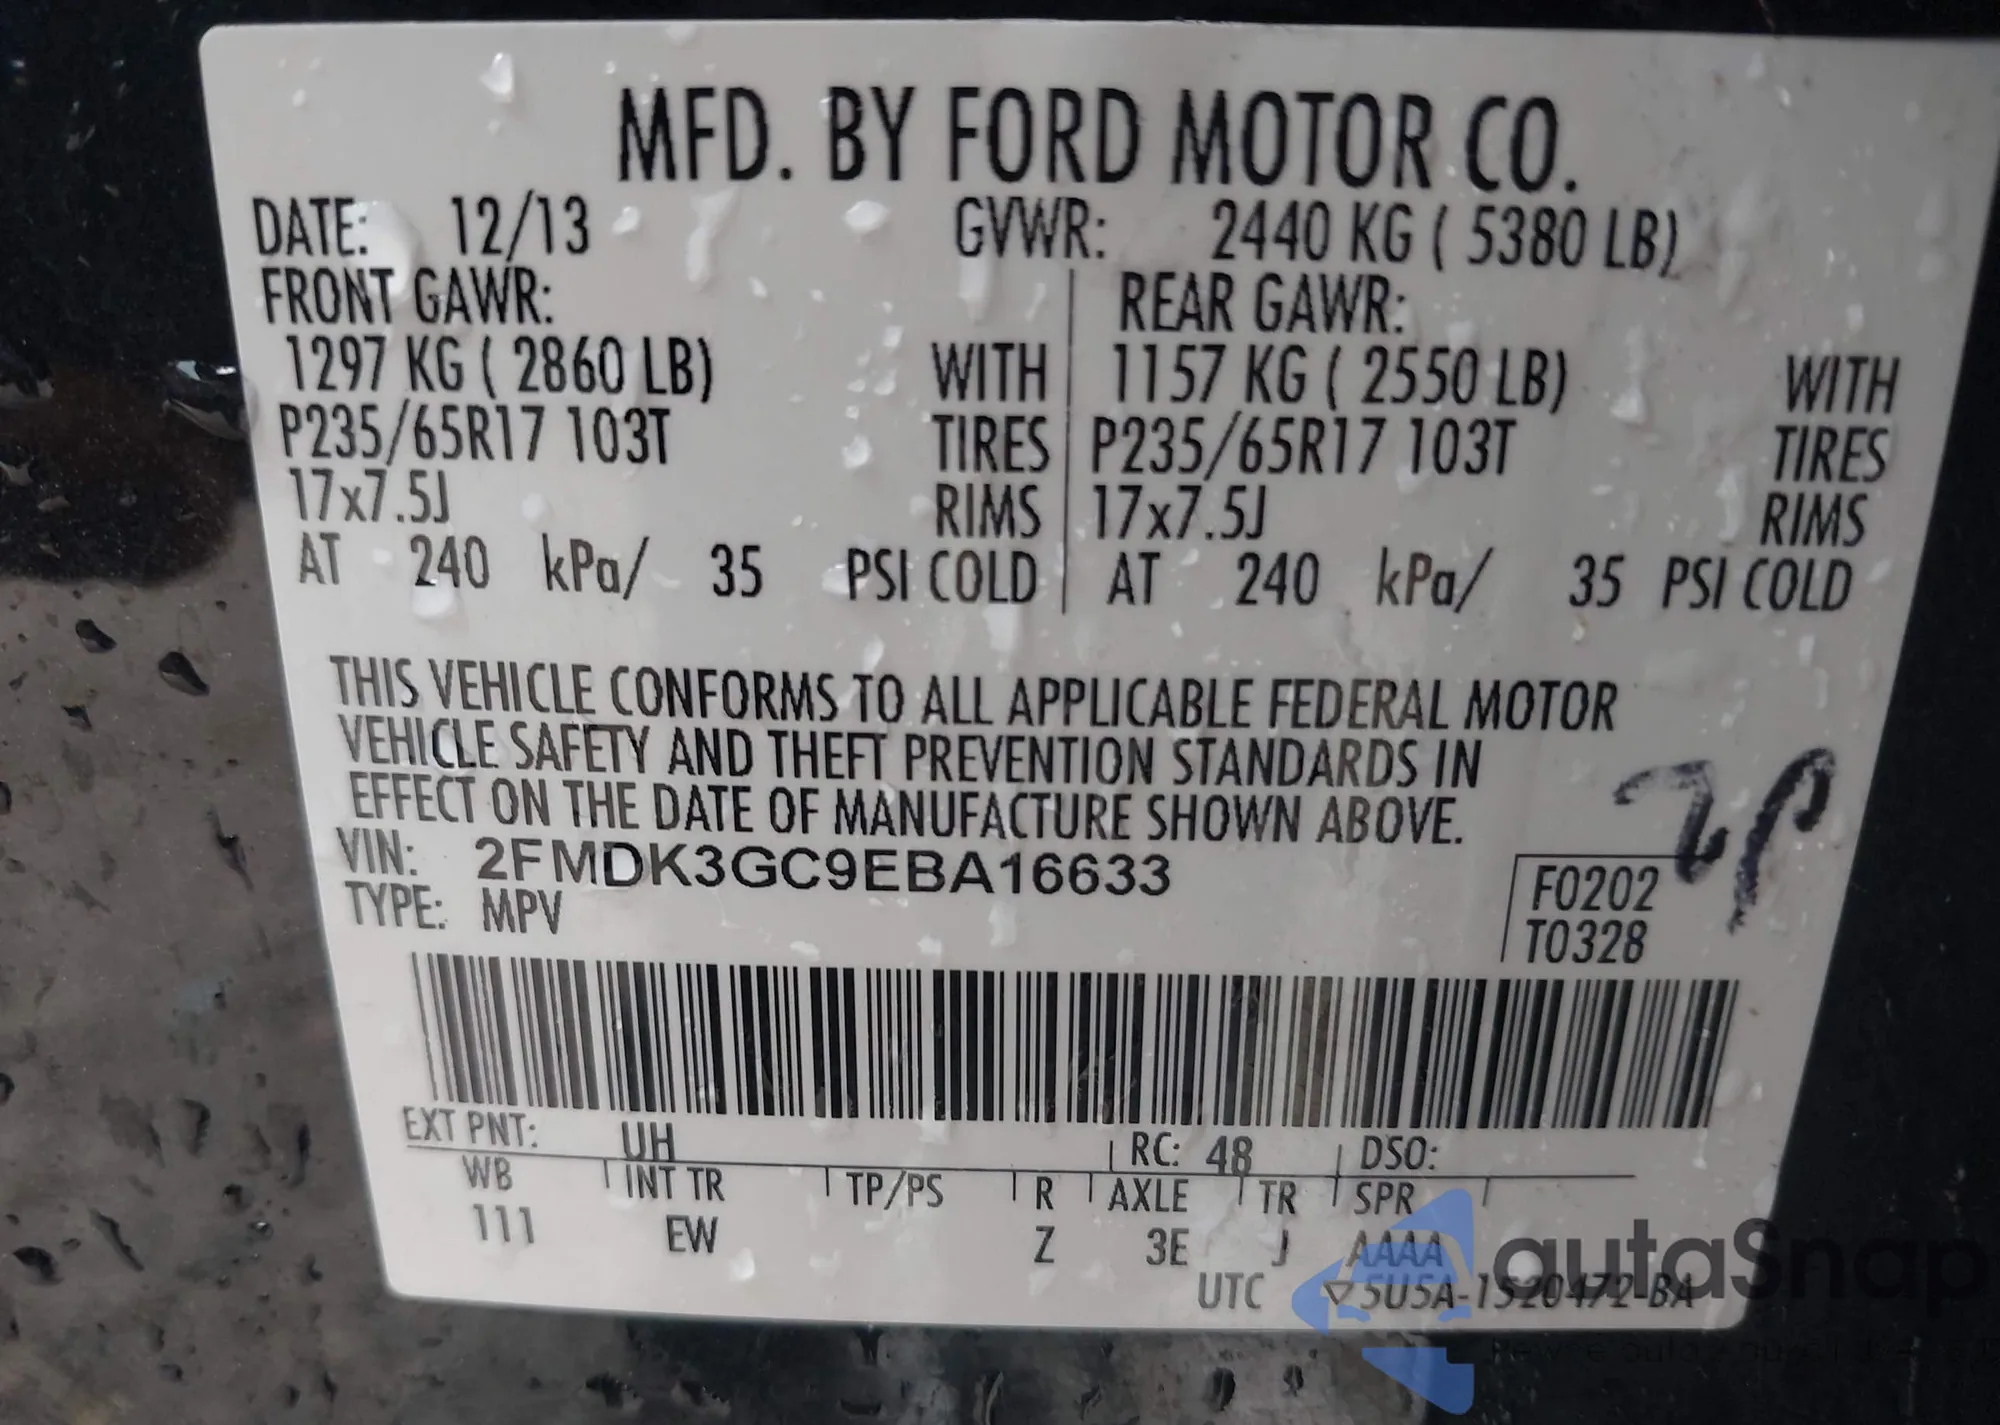 MFD. BY FORD MOTOR CO.
DATE: 12/13 GVWR: 2440 KG ( 5380 LB)
FRONT GAWR: REAR GAWR:
1297 KG ( 2860 LB) WITH 1157 KG ( 2550 LB) WITH
P235/65R17 103T TIRES P235/65R17 103T TIRES
17x7.5J RIMS 17x7.5J RIMS
AT 240 kPa/ 35 PSI COLD AT 240 kPa/ 35 PSI COLD
THIS VEHICLE CONFORMS TO ALL APPLICABLE FEDERAL MOTOR
VEHICLE SAFETY AND THEFT PREVENTION STANDARDS IN
EFFECT ON THE DATE OF MANUFACTURE SHOWN ABOVE.
VIN: 2FMDK3GC9EBA16633
TYPE: MPV
F0202
T0328
EXT PNT: UH RC: 48 DSO:
WB INT TR TP/PS R AXLE TR SPR
111 EW Z 3E J AAAA
UTC ▽5U5A-1520472-BA
autaSnap